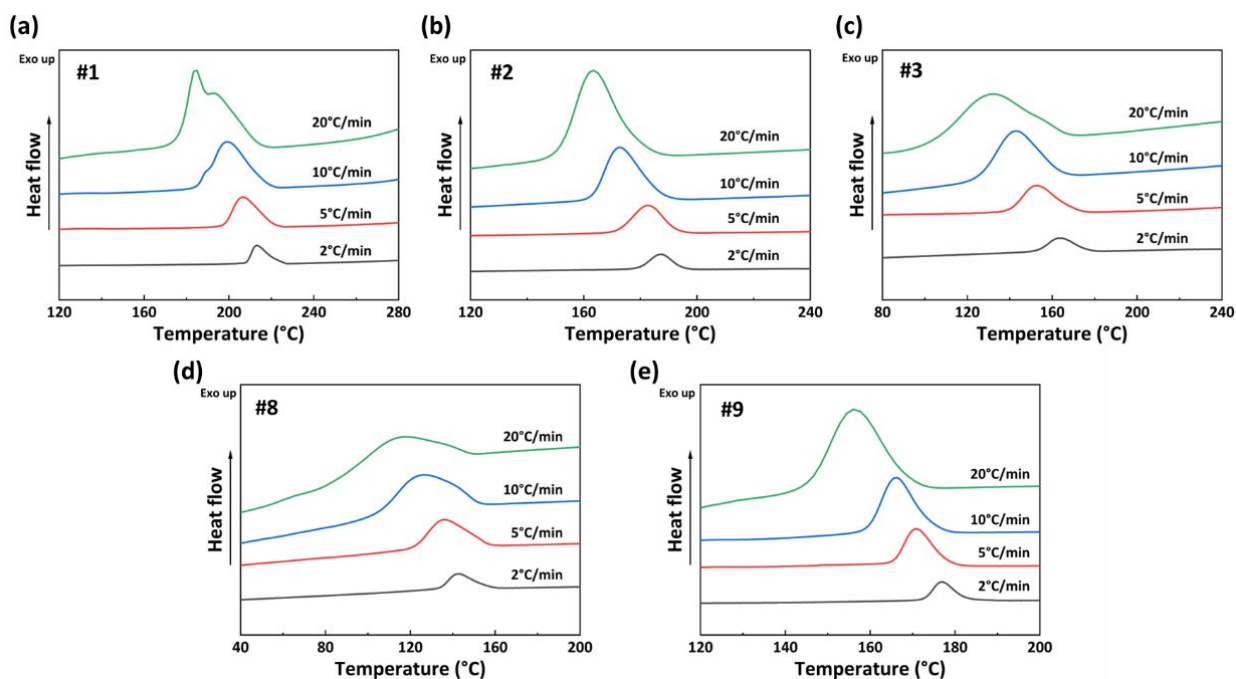 (a)
Exo up
#1
20°C/min
10°C/min
5°C/min
2°C/min
Heat flow
120 160 200 240 280
Temperature (°C)
(b)
Exo up
#2
20°C/min
10°C/min
5°C/min
2°C/min
Heat flow
120 160 200 240
Temperature (°C)
(c)
Exo up
#3
20°C/min
10°C/min
5°C/min
2°C/min
Heat flow
80 120 160 200 240
Temperature (°C)
(d)
Exo up
#8
20°C/min
10°C/min
5°C/min
2°C/min
Heat flow
40 80 120 160 200
Temperature (°C)
(e)
Exo up
#9
20°C/min
10°C/min
5°C/min
2°C/min
Heat flow
120 140 160 180 200
Temperature (°C)